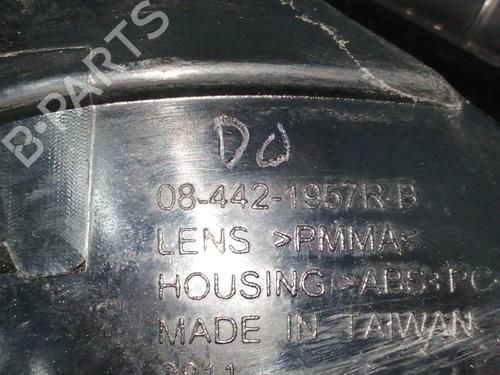 B-PARTS
DO
08-442-1957R-B
LENS >PMMA<
HOUSING >ABS+PC
MADE IN TAIWAN